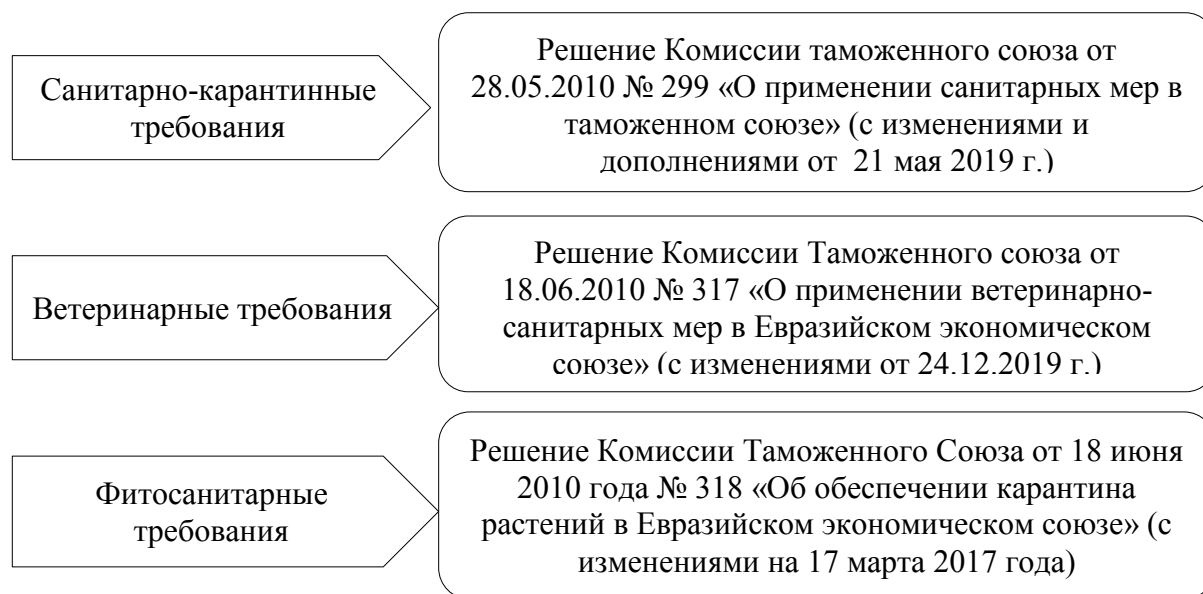 Санитарно-карантинные
требования
Решение Комиссии таможенного союза от
28.05.2010 № 299 «О применении санитарных мер в
таможенном союзе» (с изменениями и
дополнениями от 21 мая 2019 г.)
Ветеринарные требования
Решение Комиссии Таможенного союза от
18.06.2010 № 317 «О применении ветеринарно-
санитарных мер в Евразийском экономическом
союзе» (с изменениями от 24.12.2019 г.)
Фитосанитарные
требования
Решение Комиссии Таможенного Союза от 18 июня
2010 года № 318 «Об обеспечении карантина
растений в Евразийском экономическом союзе» (с
изменениями на 17 марта 2017 года)